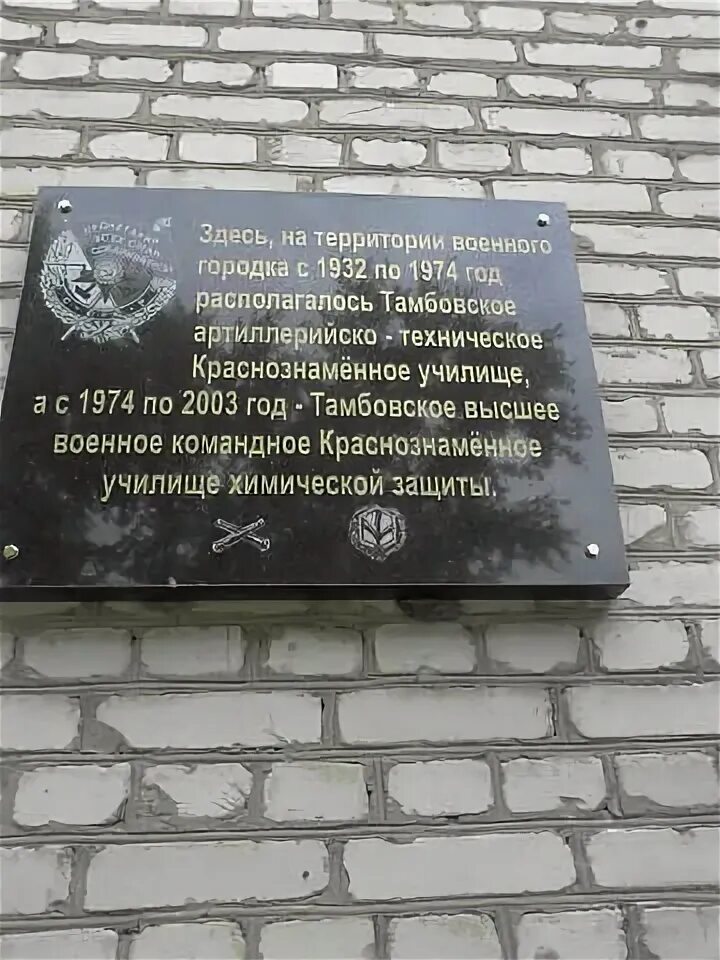 Здесь, на территории военного
городка с 1932 по 1974 год
располагалось Тамбовское
артиллерийско - техническое
Краснознамённое училище,
а с 1974 по 2003 год - Тамбовское высшее
военное командное Краснознамённое
училище химической защиты.